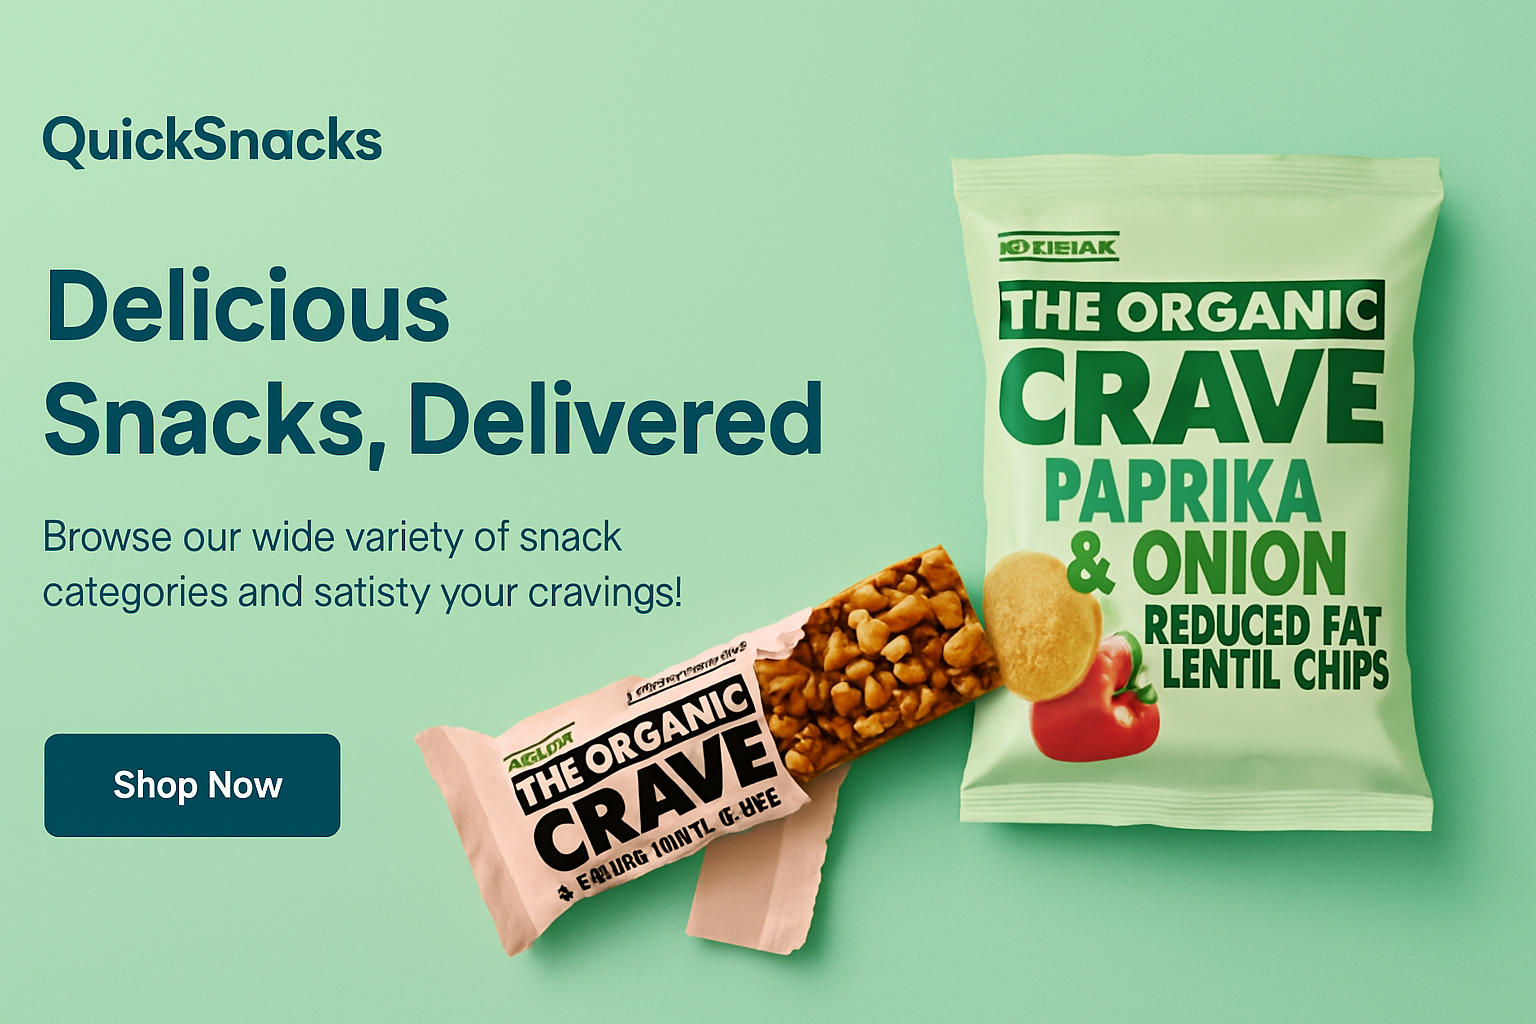 QuickSnacks
Delicious
Snacks, Delivered
Browse our wide variety of snack
categories and satisty your cravings!
Shop Now
THE ORGANIC
CRAVE
PAPRIKA
& ONION
REDUCED FAT
LENTIL CHIPS
THE ORGANIC
CRAVE